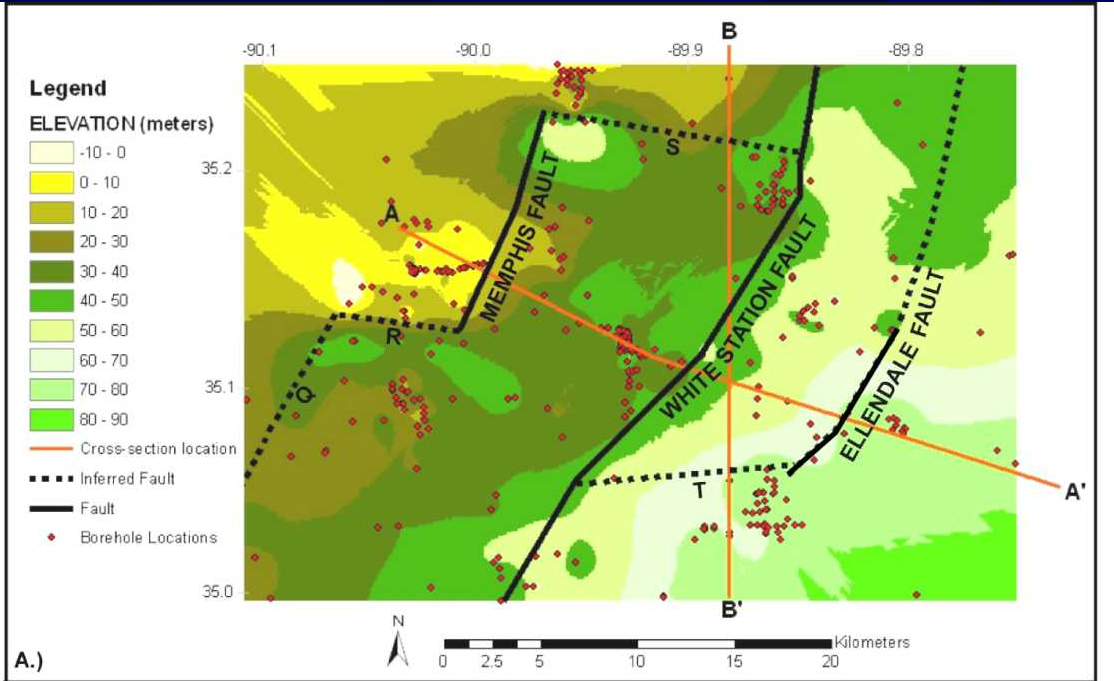 B
-90.1 -90.0 -89.9 -89.8
Legend
ELEVATION (meters)
-10 - 0
0 - 10
10 - 20
20 - 30
30 - 40
40 - 50
50 - 60
60 - 70
70 - 80
80 - 90
Cross-section location
Inferred Fault
Fault
Borehole Locations
35.2
35.1
35.0
A
S
MEMPHIS FAULT
R
Q
WHITE STATION FAULT
ELLENDALE FAULT
T
A'
B'
N
Kilometers
0 2.5 5 10 15 20
A.)